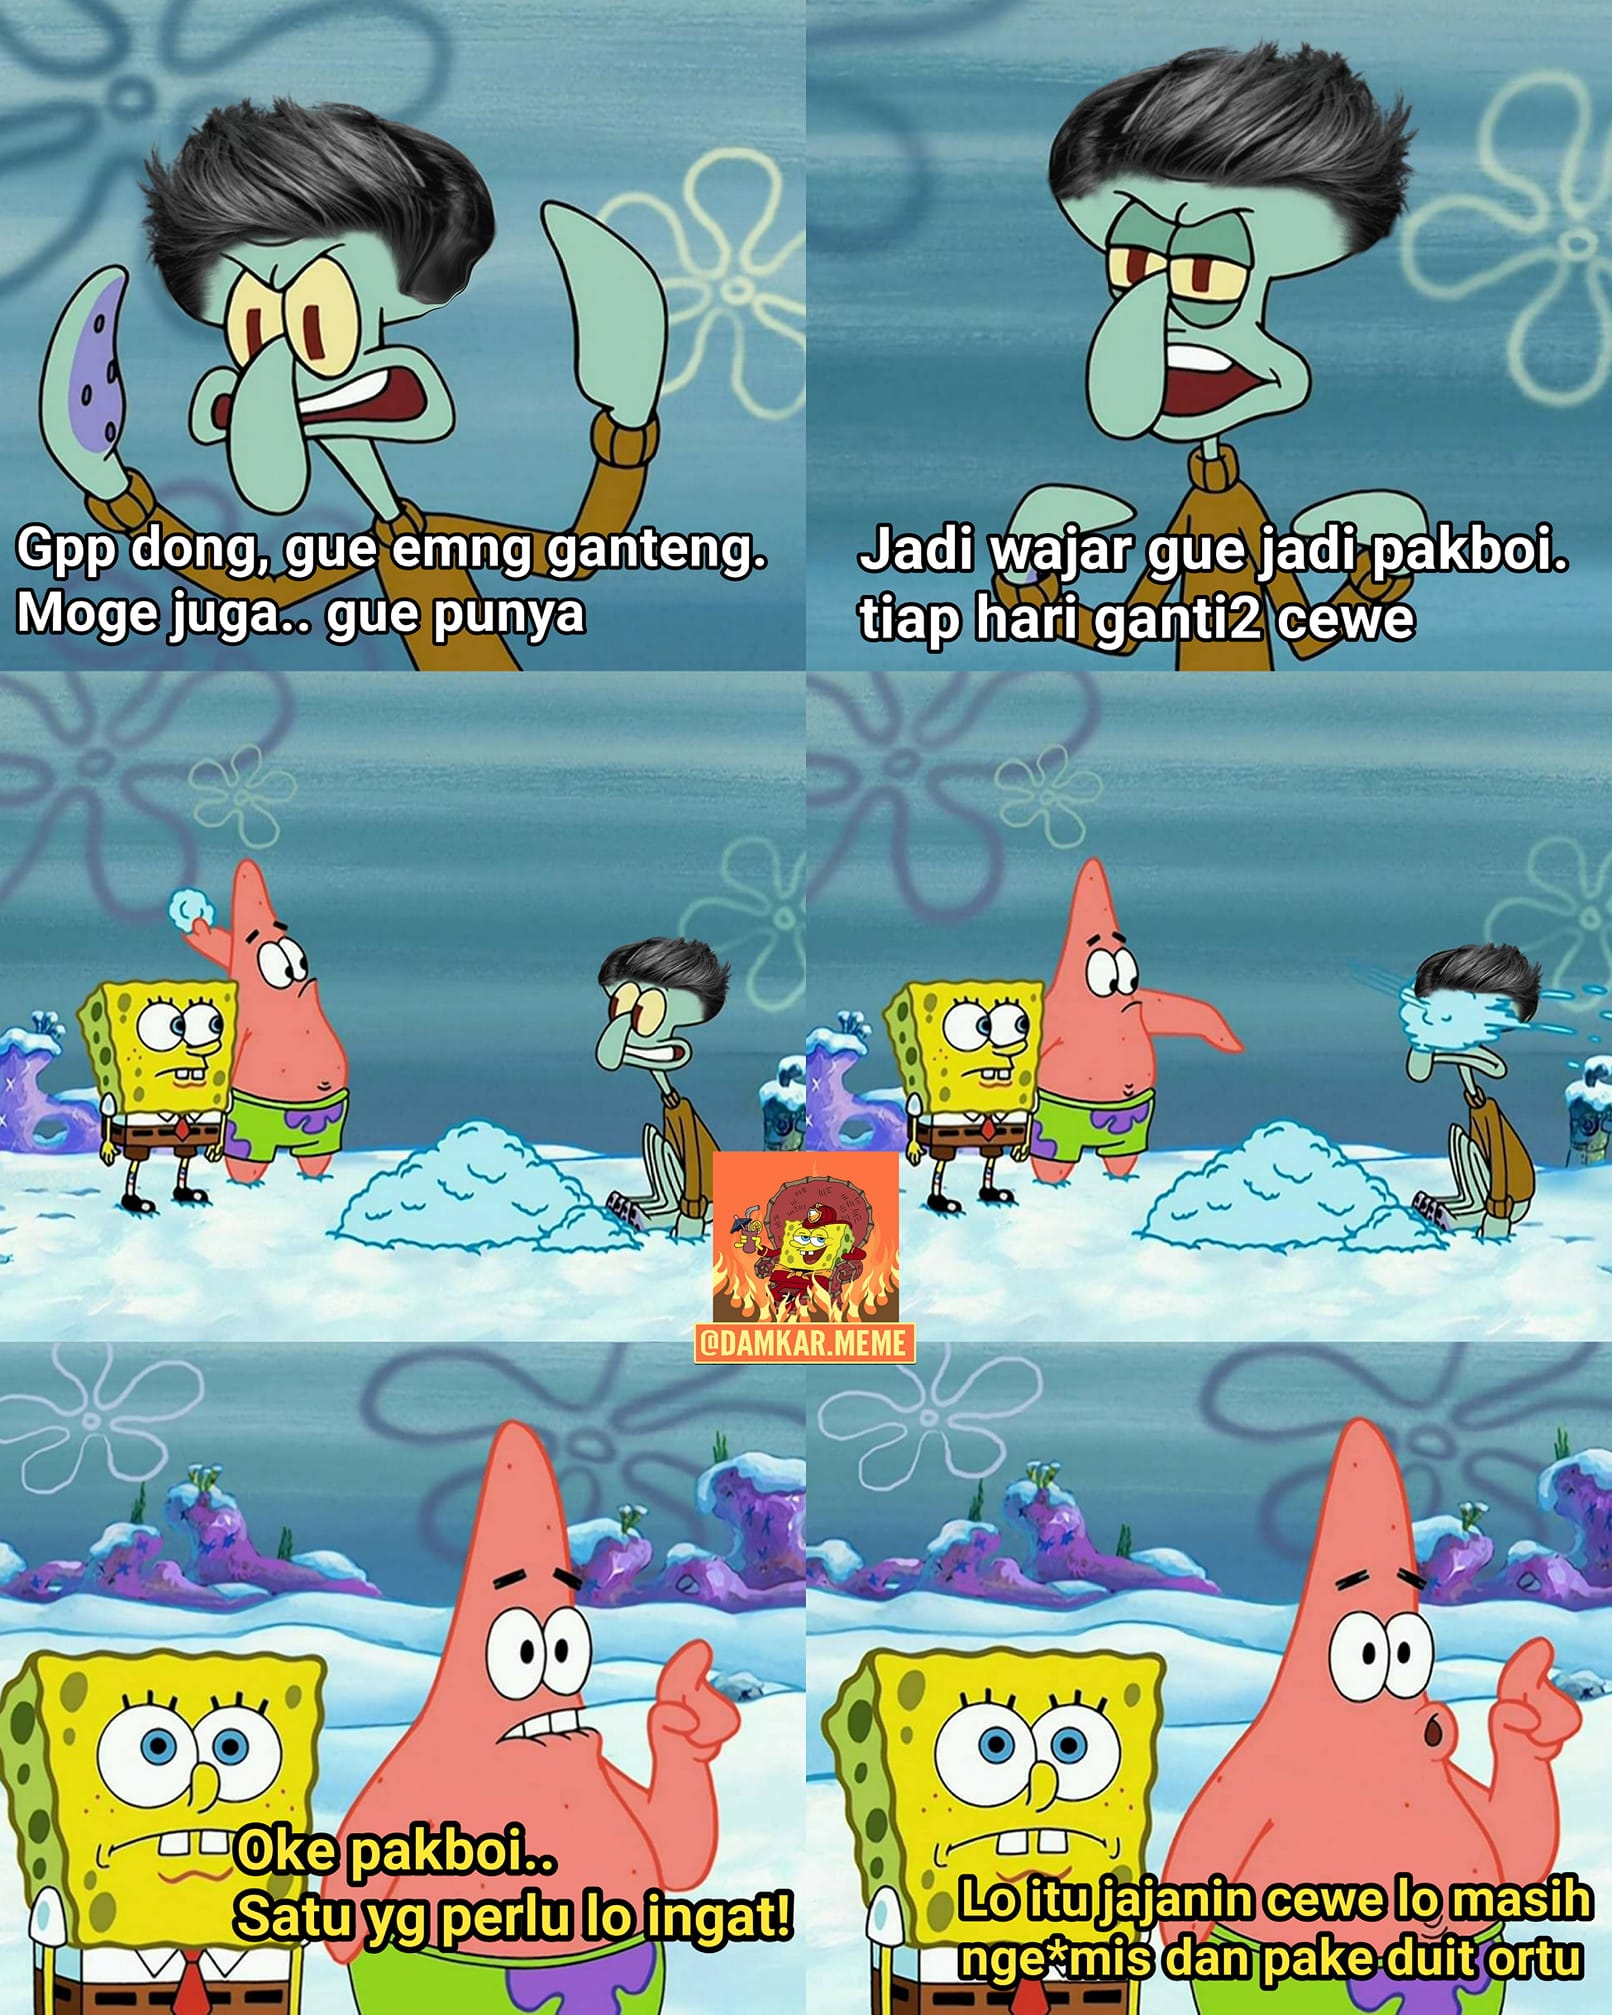 Gpp dong, gue emng ganteng.
Moge juga.. gue punya
Jadi wajar gue jadi pakboi.
tiap hari ganti2 cewe
@DAMKAR.MEME
Oke pakboi..
Satu yg perlu lo ingat!
Lo itu jajanin cewe lo masih
nge*mis dan pake duit ortu